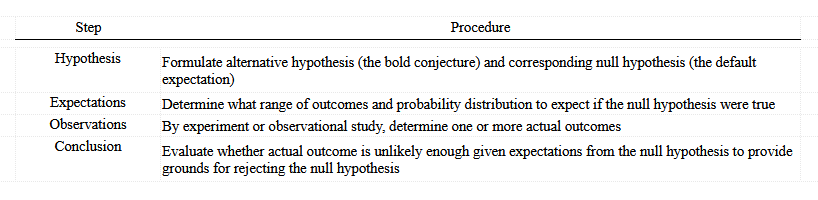 Step Procedure
Hypothesis Formulate alternative hypothesis (the bold conjecture) and corresponding null hypothesis (the default
expectation)
Expectations Determine what range of outcomes and probability distribution to expect if the null hypothesis were true
Observations By experiment or observational study, determine one or more actual outcomes
Conclusion Evaluate whether actual outcome is unlikely enough given expectations from the null hypothesis to provide
grounds for rejecting the null hypothesis